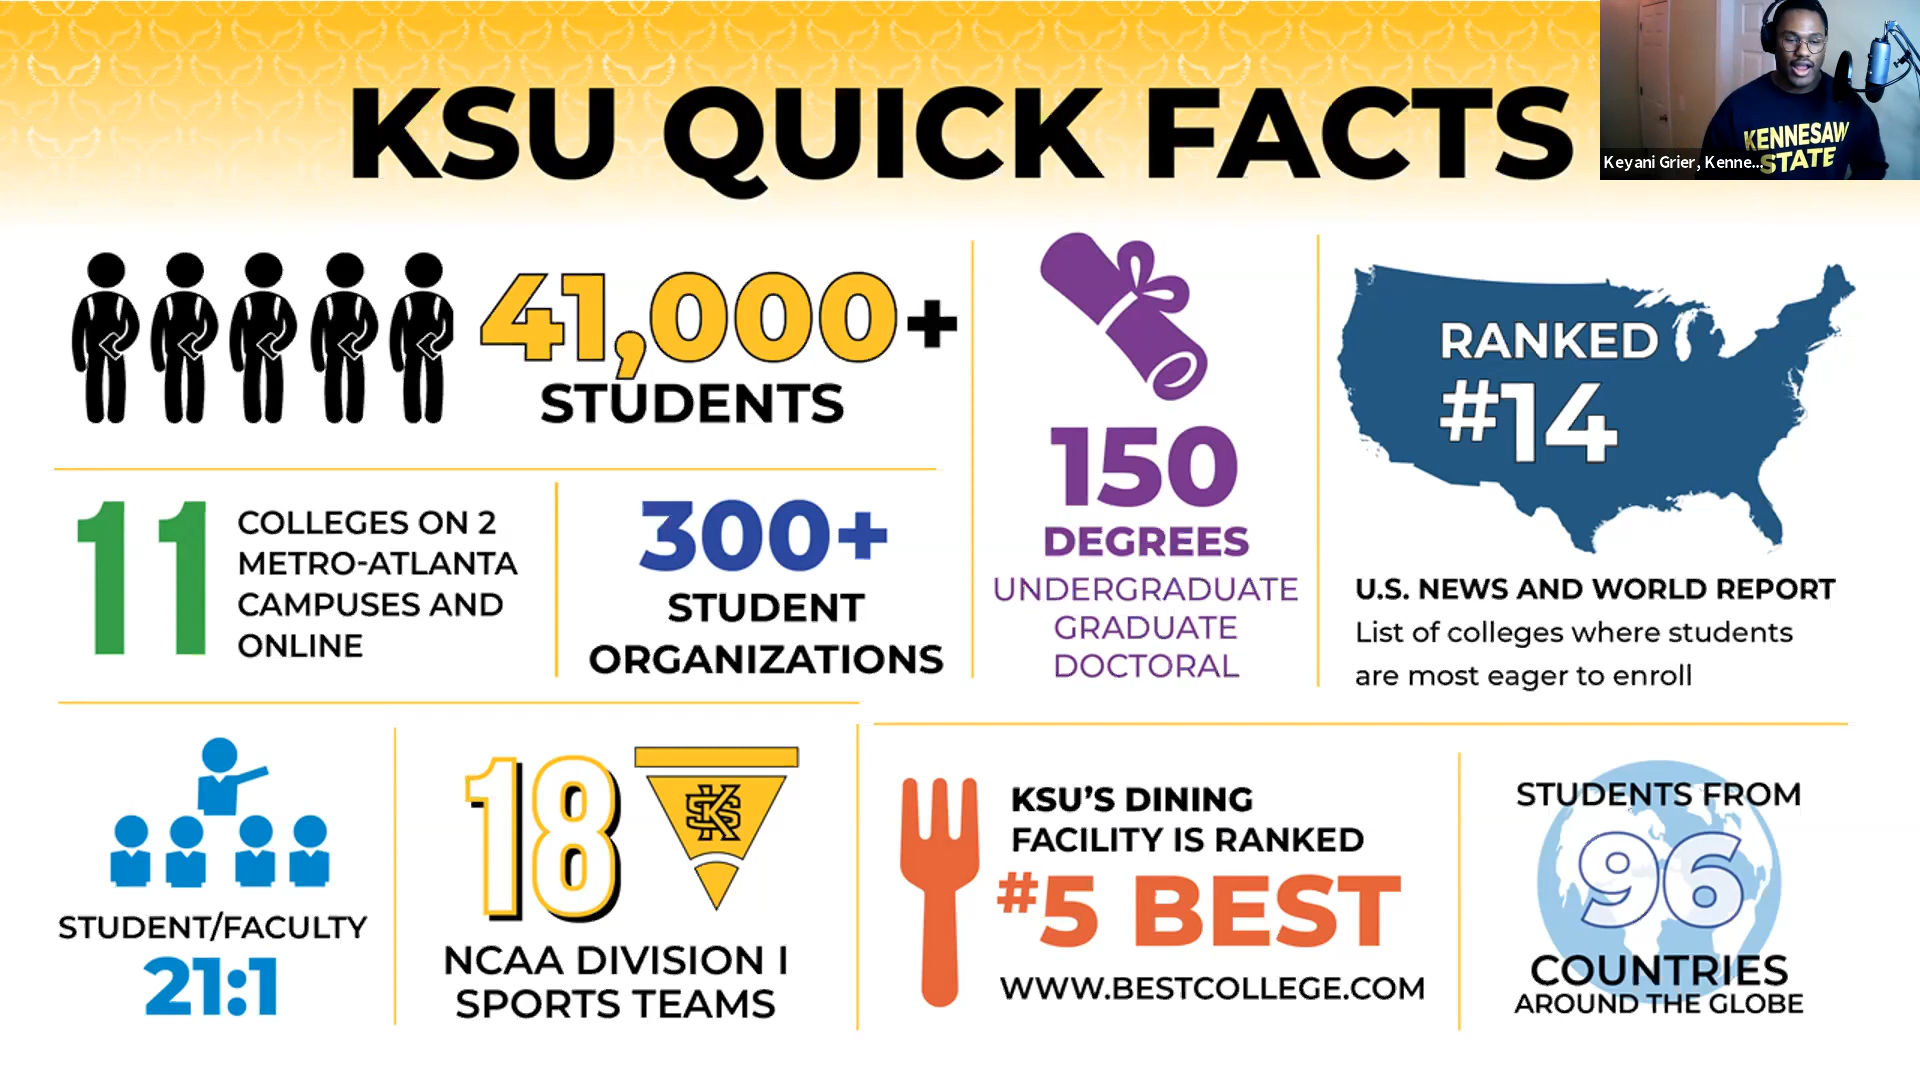 KSU QUICK FACTS
KENNESAW
STATE
Keyani Grier, Kenne...
41,000+
STUDENTS
11
COLLEGES ON 2
METRO-ATLANTA
CAMPUSES AND
ONLINE
300+
STUDENT
ORGANIZATIONS
150
DEGREES
UNDERGRADUATE
GRADUATE
DOCTORAL
RANKED
#14
U.S. NEWS AND WORLD REPORT
List of colleges where students
are most eager to enroll
STUDENT/FACULTY
21:1
18
KS
NCAA DIVISION I
SPORTS TEAMS
KSU'S DINING
FACILITY IS RANKED
#5 BEST
WWW.BESTCOLLEGE.COM
STUDENTS FROM
96
COUNTRIES
AROUND THE GLOBE